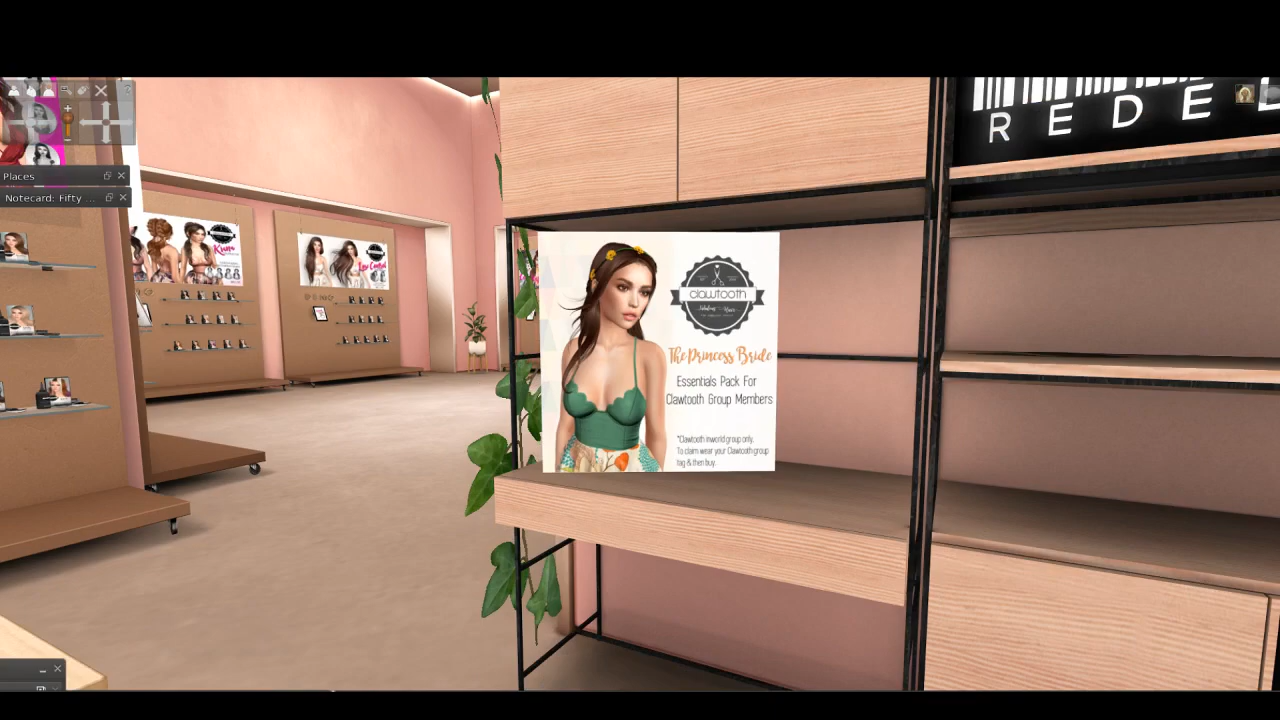 Places
Notecard: Fifty ...
REDE
clawtooth
The Princess Bride
Essentials Pack For
Clawtooth Group Members
*Clawtooth inworld group only.
To claim wear your Clawtooth group
tag & then buy.